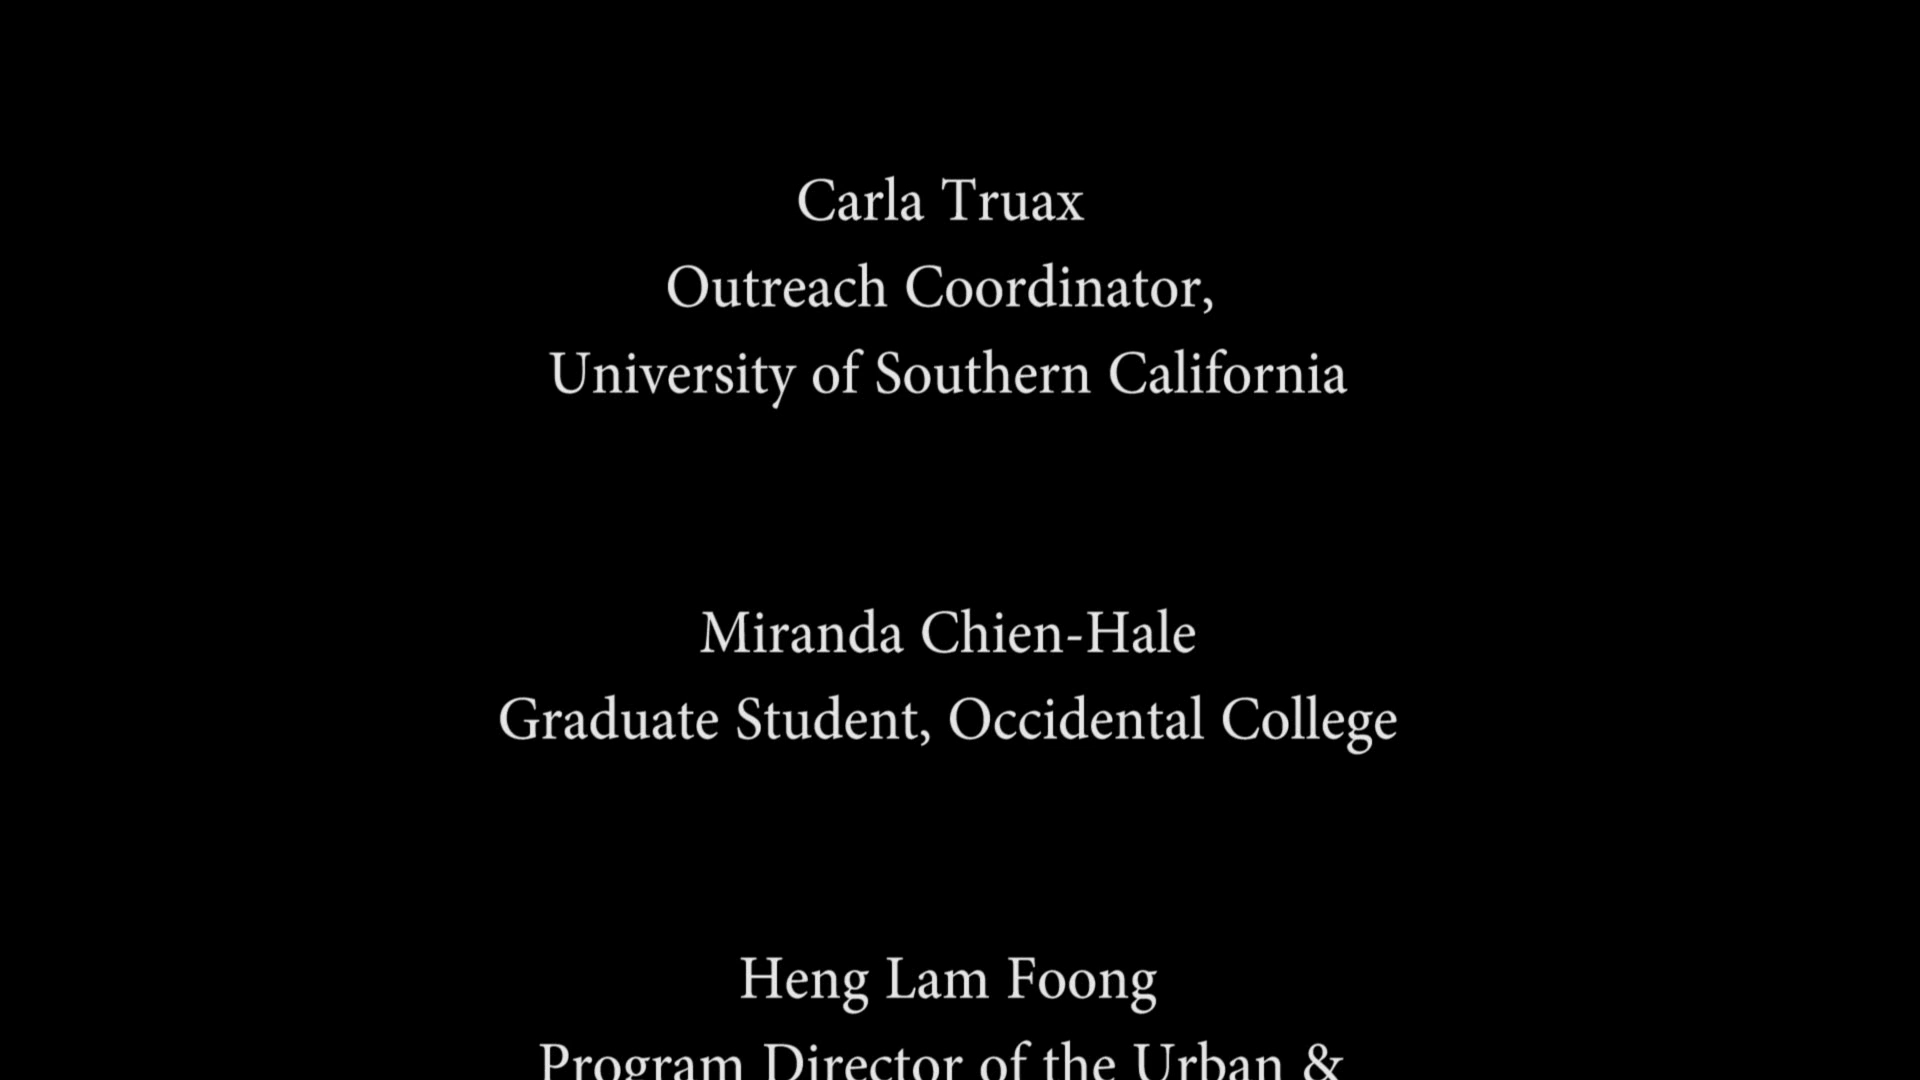 Carla Truax
Outreach Coordinator,
University of Southern California
Miranda Chien-Hale
Graduate Student, Occidental College
Heng Lam Foong
Program Director of the Urban &